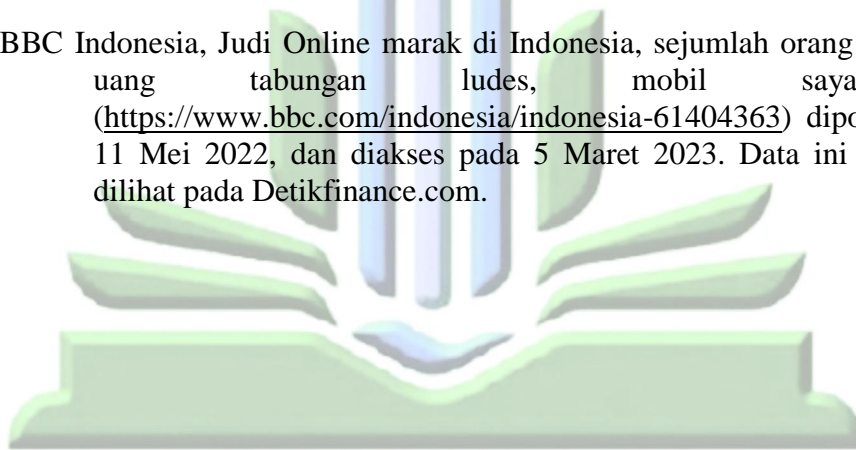 BBC Indonesia, Judi Online marak di Indonesia, sejumlah orang
uang tabungan ludes, mobil saya
(https://www.bbc.com/indonesia/indonesia-61404363)
11 Mei 2022, dan diakses pada 5 Maret 2023. Data ini
dilihat pada Detikfinance.com.